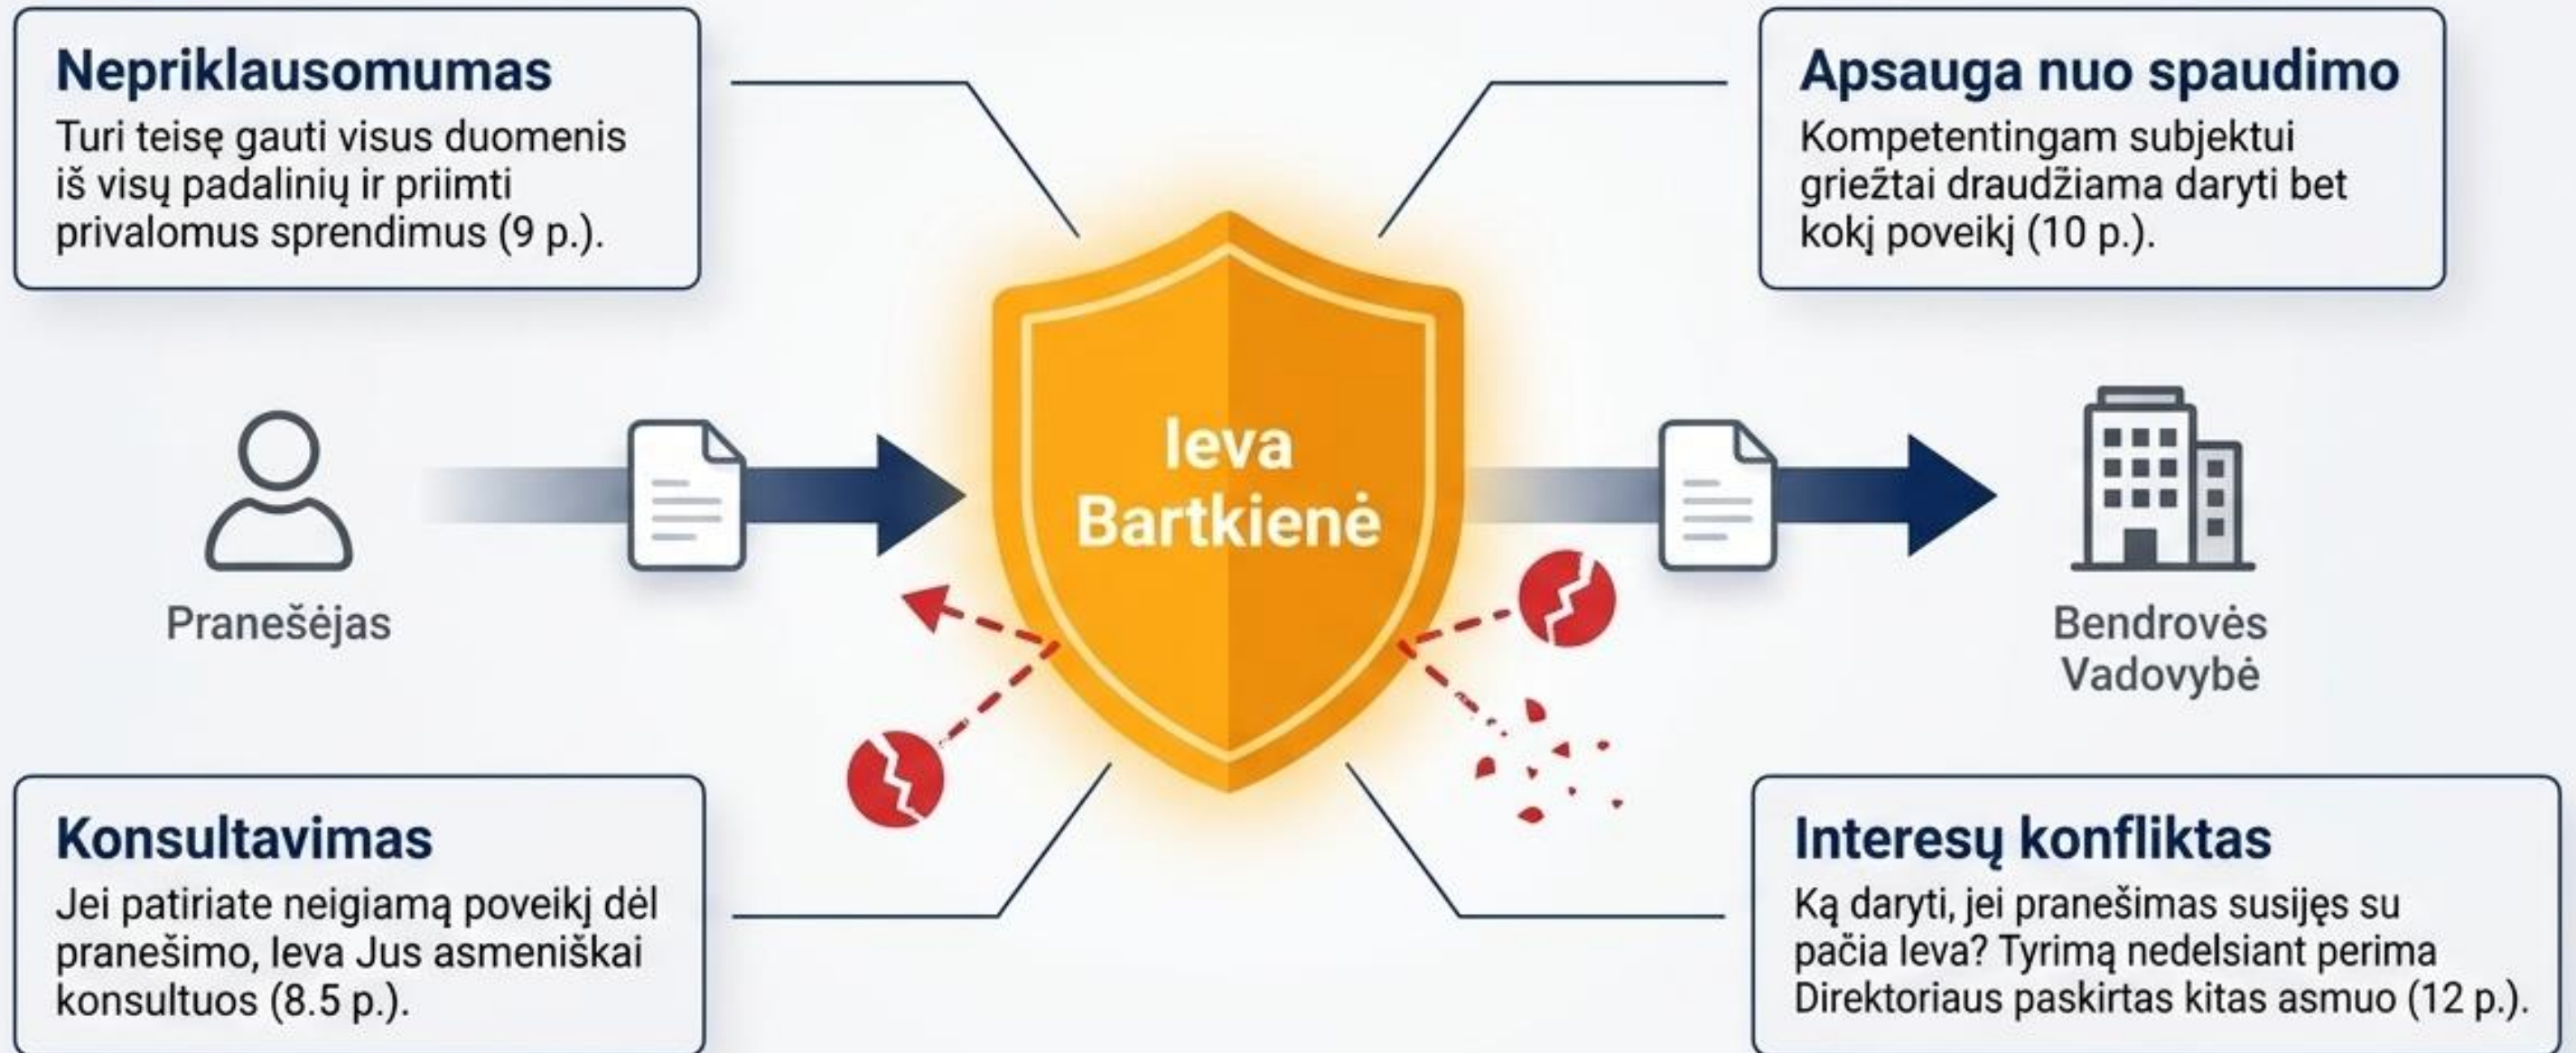 Nepriklausomumas
Turi teisę gauti visus duomenis
iš visų padalinių ir priimti
privalomus sprendimus (9 p.).
Apsauga nuo spaudimo
Kompetentingam subjektui
griežtai draudžiama daryti bet
kokį poveikį (10 p.).
Pranešėjas
Ieva
Bartkienė
Bendrovės
Vadovybė
Konsultavimas
Jei patiriate neigiamą poveikį dėl
pranešimo, Ieva Jus asmeniškai
konsultuos (8.5 p.).
Interesų konfliktas
Ką daryti, jei pranešimas susijęs su
pačia Ieva? Tyrimą nedelsiant perima
Direktoriaus paskirtas kitas asmuo (12 p.).